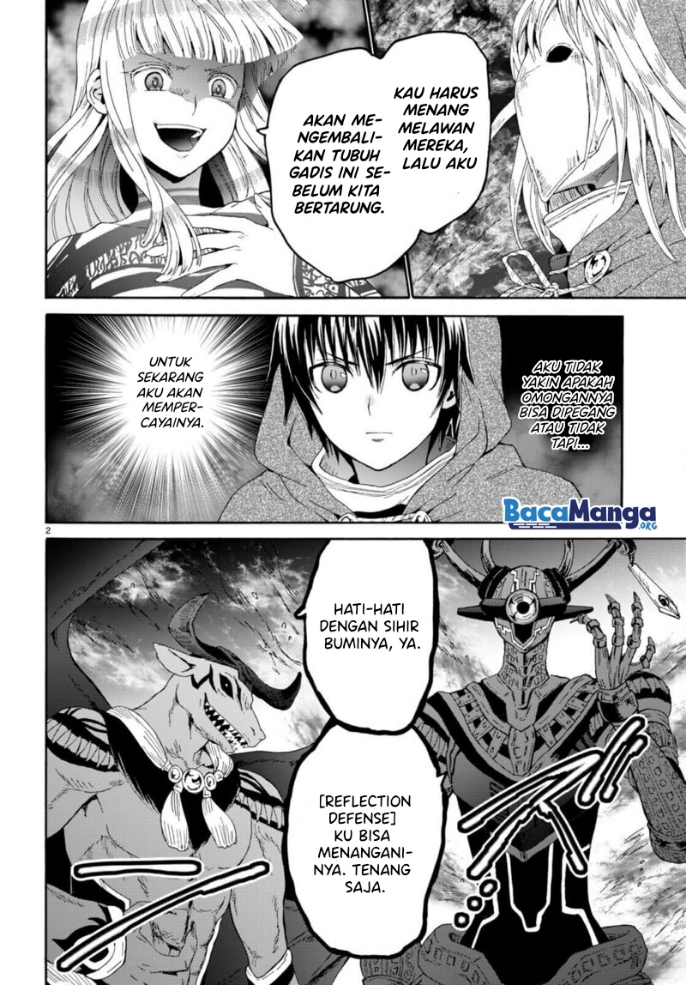 KAU HARUS
MENANG
MELAWAN
MEREKA,
LALU AKU
AKAN ME-
NGEMBALI-
KAN TUBUH
GADIS INI SE-
BELUM KITA
BERTARUNG.
AKU TIDAK
YAKIN APAKAH
OMONGANNYA
BISA DIPEGANG
ATAU TIDAK
TAPI...
UNTUK
SEKARANG
AKU AKAN
MEMPER-
CAYAINYA.
BacaManga
.ORG
2
HATI-HATI
DENGAN SIHIR
BUMINYA, YA.
[REFLECTION
DEFENSE]
KU BISA
MENANGANI-
NYA. TENANG
SAJA.